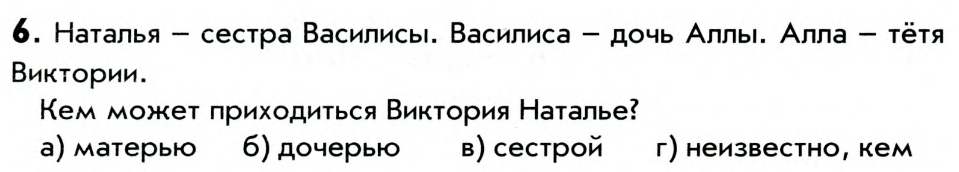 6. Наталья – сестра Василисы. Василиса – дочь Аллы. Алла – тётя
Виктории.
Кем может приходиться Виктория Наталье?
а) матерью б) дочерью в) сестрой г) неизвестно, кем